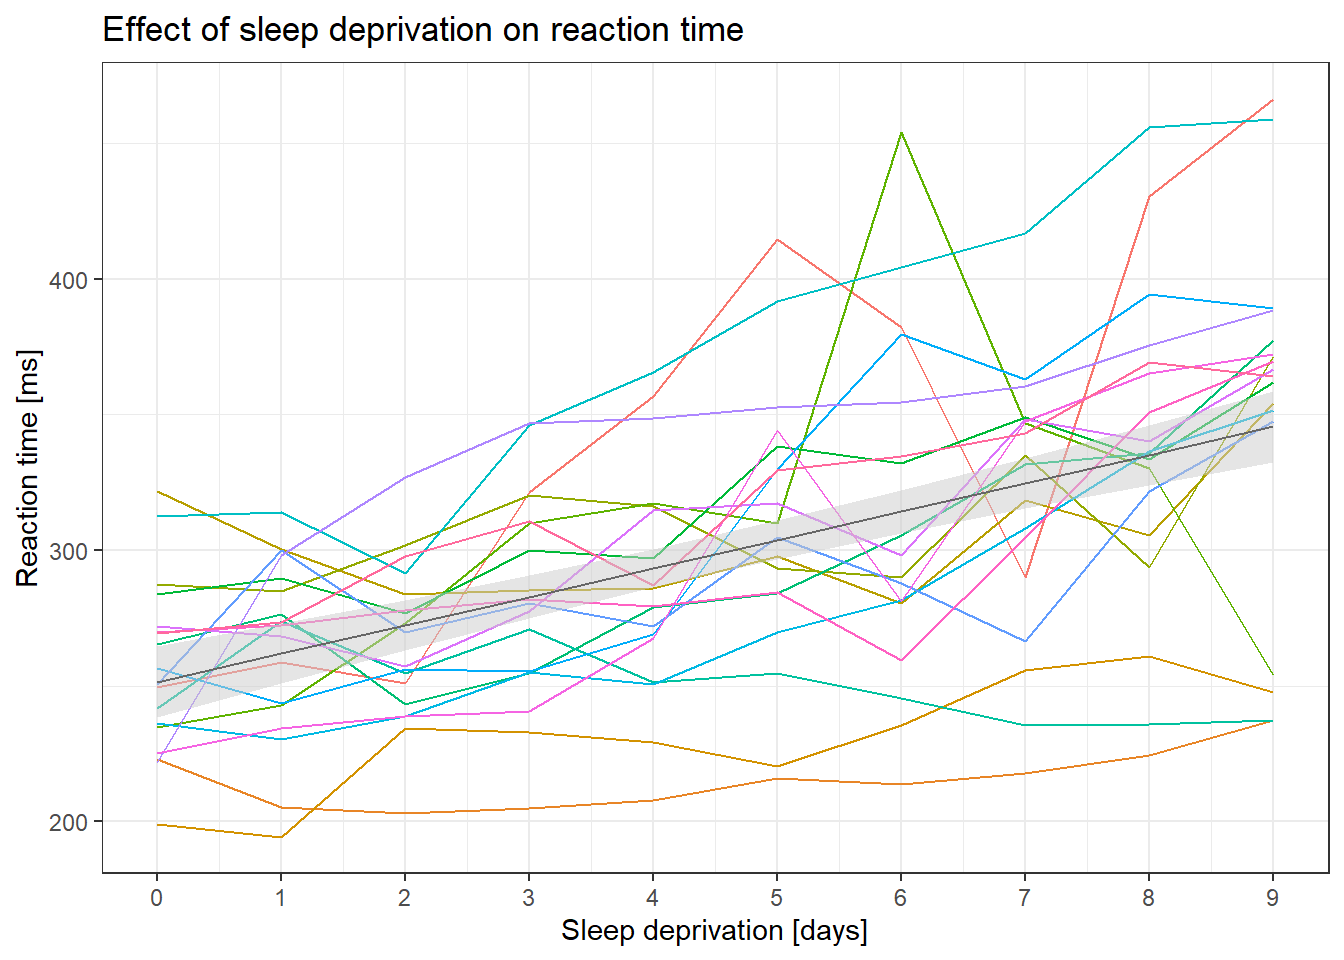 Effect of sleep deprivation on reaction time
Reaction time [ms]
400
300
200
0 1 2 3 4 5 6 7 8 9
Sleep deprivation [days]